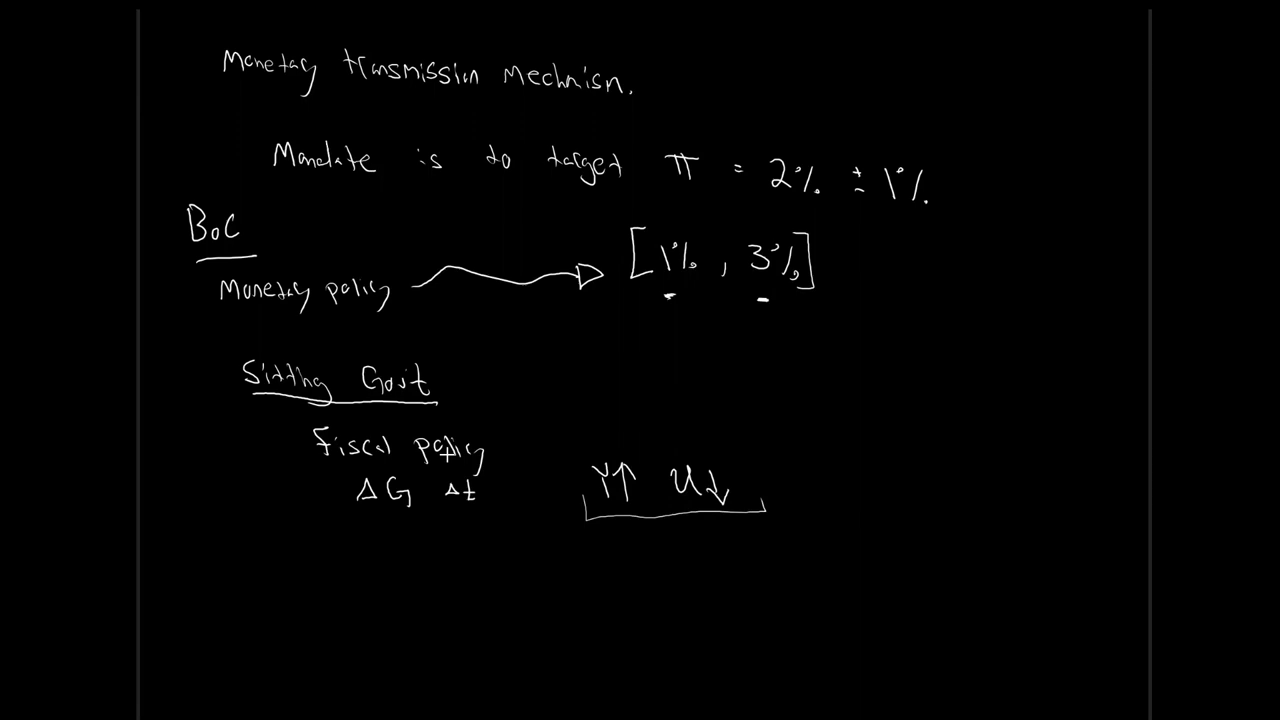 Monetary transmission mechnism.
Mandate is to target π = 2% ± 1%.
BoC
[1%, 3%]
Monetary policy
Sitting Gov't
Fiscal policy
ΔG Δt
Y↑ U↓